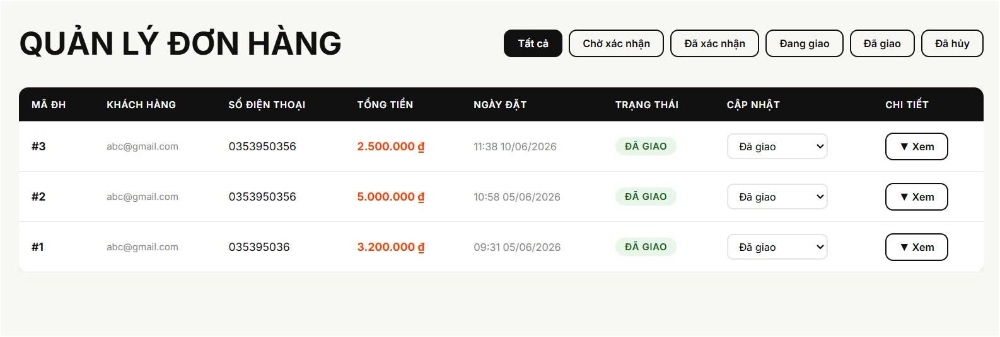 QUẢN LÝ ĐƠN HÀNG
Tất cả Chờ xác nhận Đã xác nhận Đang giao Đã giao Đã hủy
MÃ ĐH KHÁCH HÀNG SỐ ĐIỆN THOẠI TỔNG TIỀN NGÀY ĐẶT TRẠNG THÁI CẬP NHẬT CHI TIẾT
#3 abc@gmail.com 0353950356 2.500.000 ₫ 11:38 10/06/2026 ĐÃ GIAO Đã giao ▼ Xem
#2 abc@gmail.com 0353950356 5.000.000 ₫ 10:58 05/06/2026 ĐÃ GIAO Đã giao ▼ Xem
#1 abc@gmail.com 035395036 3.200.000 ₫ 09:31 05/06/2026 ĐÃ GIAO Đã giao ▼ Xem